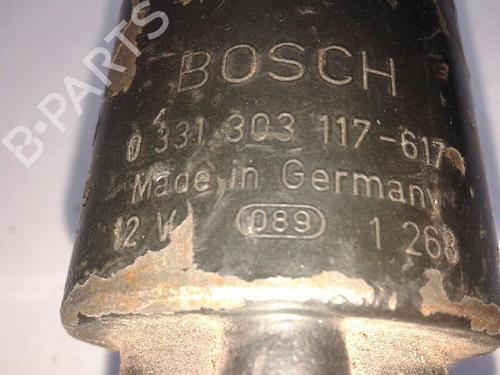 B-PARTS
BOSCH
0 331 303 117-617
Made in Germany
12 V 089 1 268